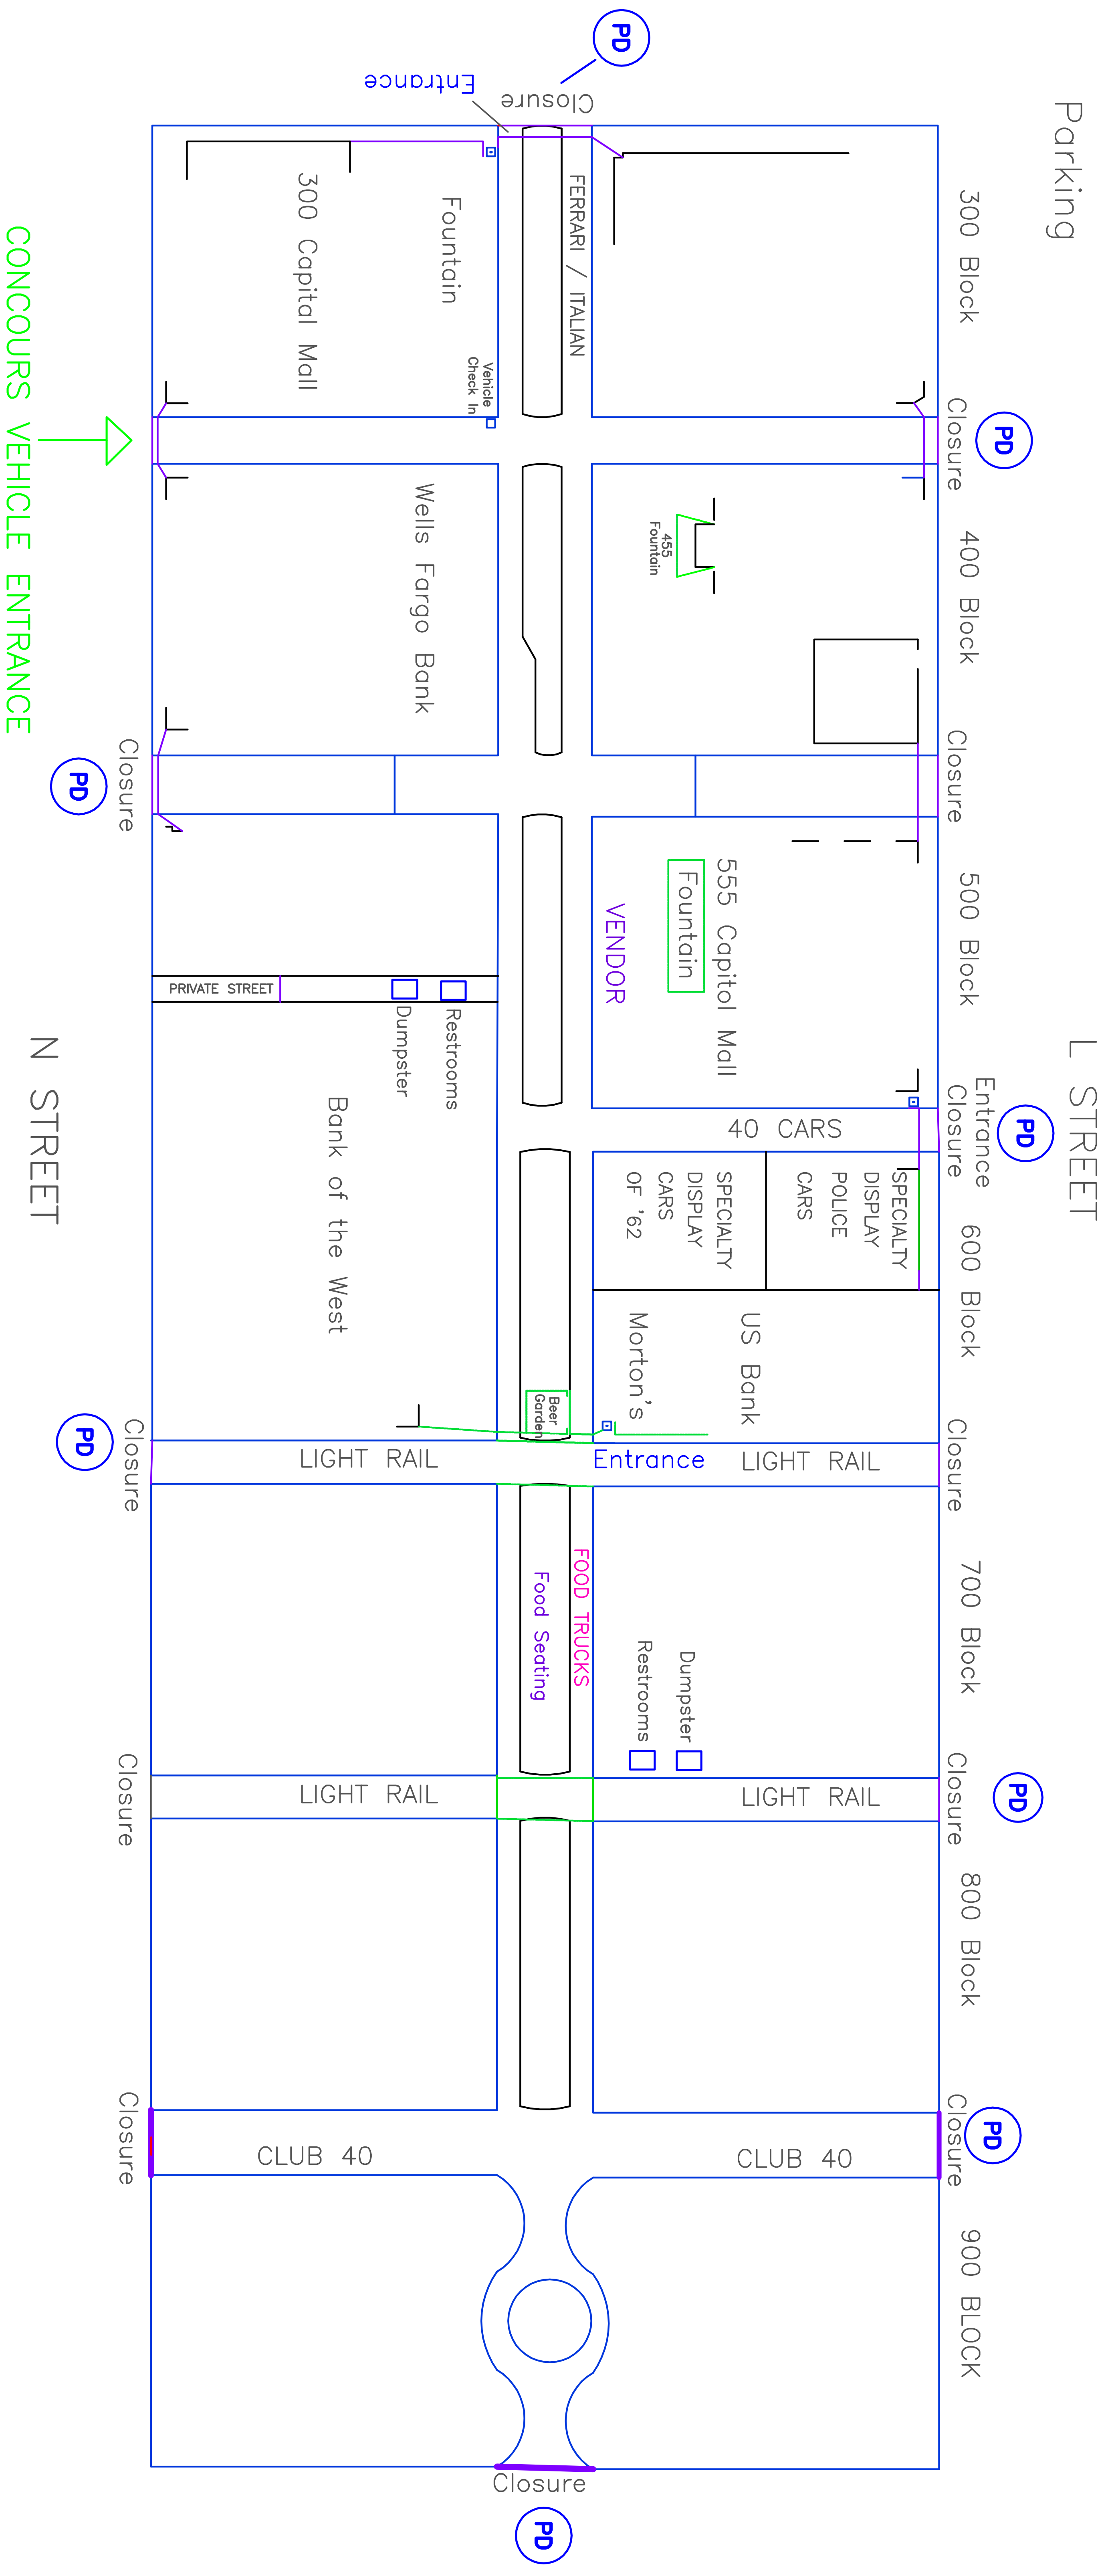 Parking
L STREET
PD
Closure
Entrance
PD
PD
PD
PD
300 Block
Closure
400 Block
Closure
500 Block
Entrance
Closure
600 Block
Closure
700 Block
Closure
800 Block
Closure
900 BLOCK
FERRARI / ITALIAN
455
Fountain
555 Capitol Mall
Fountain
VENDOR
40 CARS
SPECIALTY
DISPLAY
POLICE
CARS
SPECIALTY
DISPLAY
CARS
OF '62
US Bank
Morton's
Entrance
LIGHT RAIL
FOOD TRUCKS
Food Seating
Beer
Garden
Dumpster
Restrooms
LIGHT RAIL
CLUB 40
Closure
PD
Fountain
300 Capital Mall
Vehicle
Check In
Wells Fargo Bank
PRIVATE STREET
Restrooms
Dumpster
Bank of the West
LIGHT RAIL
LIGHT RAIL
CLUB 40
Closure
PD
Closure
PD
Closure
Closure
CONCOURS VEHICLE ENTRANCE
N STREET